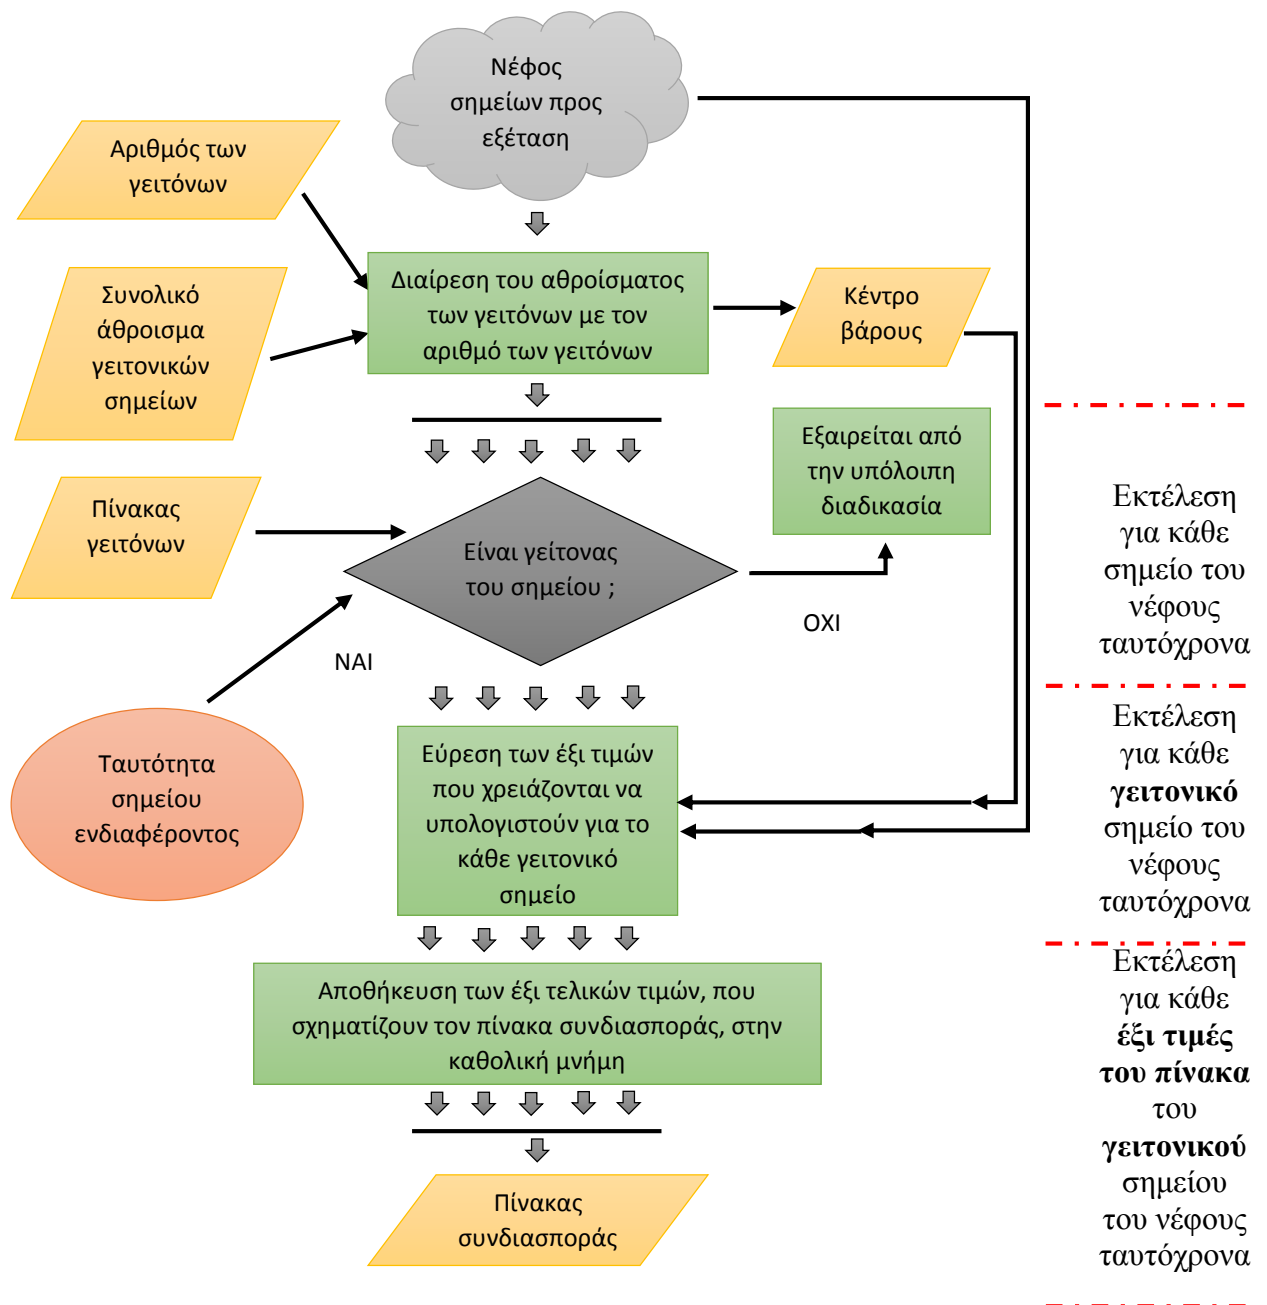 Νέφος
σημείων προς
εξέταση
Αριθμός των
γειτόνων
Συνολικό
άθροισμα
γειτονικών
σημείων
Διαίρεση του αθροίσματος
των γειτόνων με τον
αριθμό των γειτόνων
Κέντρο
βάρους
Πίνακας
γειτόνων
Είναι γείτονας
του σημείου ;
Εξαιρείται από
την υπόλοιπη
διαδικασία
ΟΧΙ
ΝΑΙ
Ταυτότητα
σημείου
ενδιαφέροντος
Εύρεση των έξι τιμών
που χρειάζονται να
υπολογιστούν για το
κάθε γειτονικό
σημείο
Αποθήκευση των έξι τελικών τιμών, που
σχηματίζουν τον πίνακα συνδιασποράς, στην
καθολική μνήμη
Πίνακας
συνδιασποράς
Εκτέλεση
για κάθε
σημείο του
νέφους
ταυτόχρονα
Εκτέλεση
για κάθε
γειτονικό
σημείο του
νέφους
ταυτόχρονα
Εκτέλεση
για κάθε
έξι τιμές
του πίνακα
του
γειτονικού
σημείου
του νέφους
ταυτόχρονα